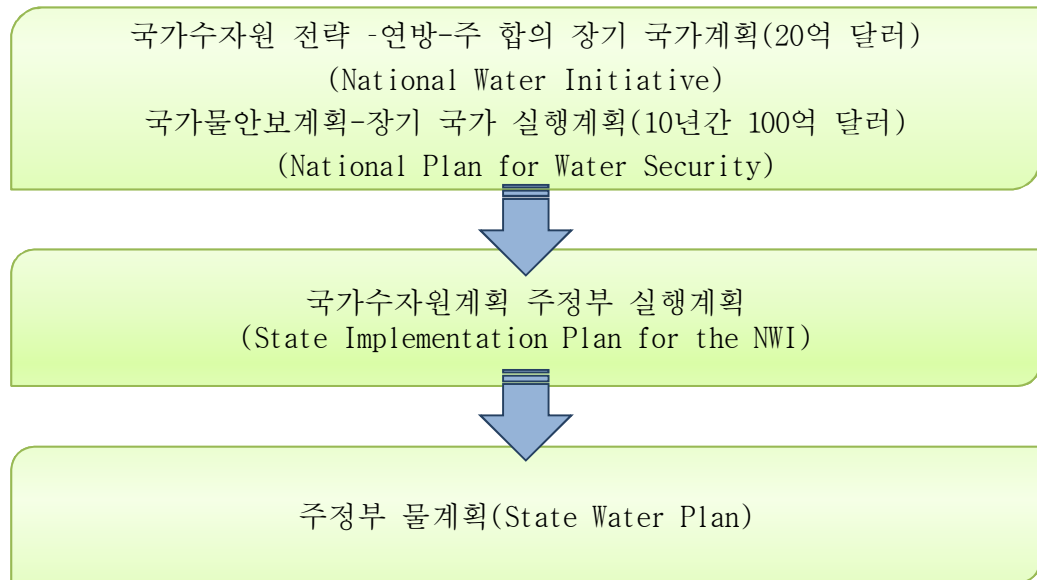 국가수자원 전략 -연방-주 합의 장기 국가계획(20억 달러)
(National Water Initiative)
국가물안보계획-장기 국가 실행계획(10년간 100억 달러)
(National Plan for Water Security)
국가수자원계획 주정부 실행계획
(State Implementation Plan for the NWI)
주정부 물계획(State Water Plan)